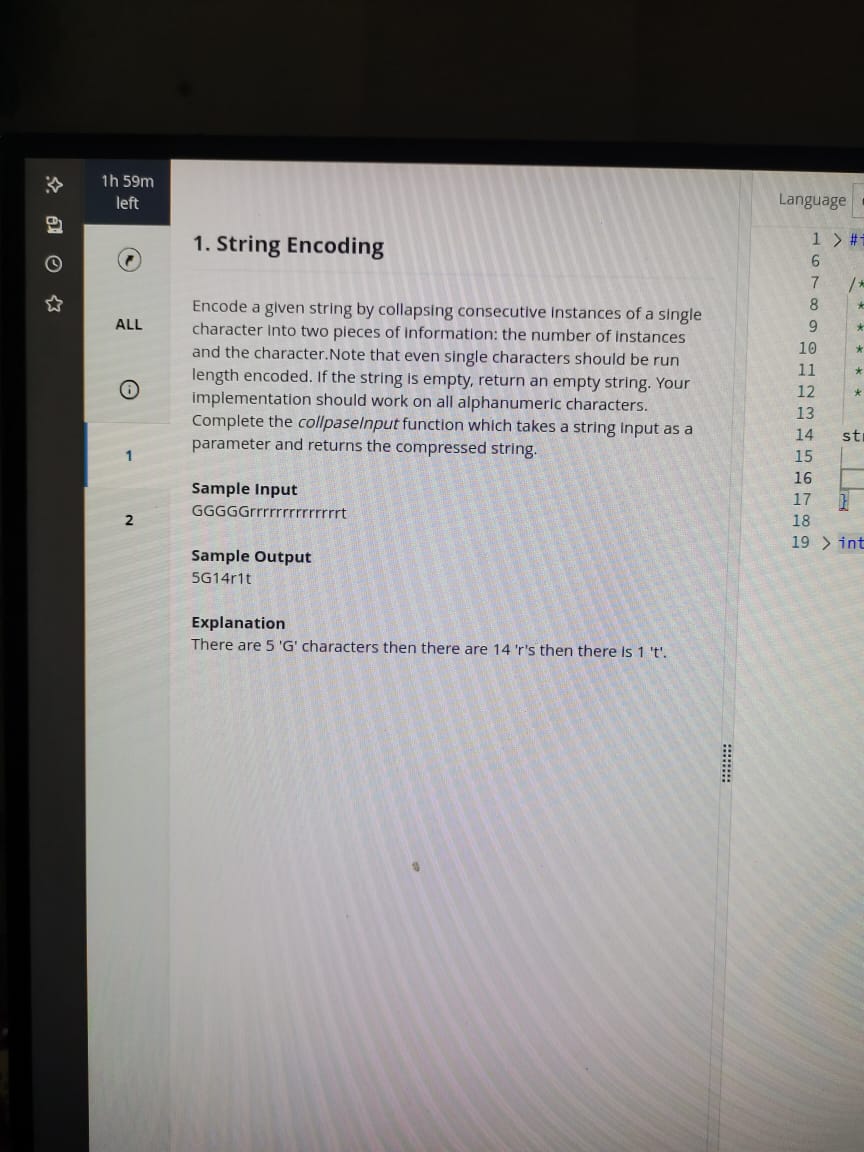 1h 59m
left
ALL
1
2
1. String Encoding
Encode a given string by collapsing consecutive instances of a single
character into two pieces of information: the number of instances
and the character.Note that even single characters should be run
length encoded. If the string is empty, return an empty string. Your
implementation should work on all alphanumeric characters.
Complete the collpaseInput function which takes a string input as a
parameter and returns the compressed string.
Sample Input
GGGGGrrrrrrrrrrrrrrt
Sample Output
5G14r1t
Explanation
There are 5 'G' characters then there are 14 'r's then there is 1 't'.
Language
1 > #
6
7 /*
8 *
9 *
10 *
11 *
12 *
13
14 st
15
16
17 }
18
19 > int